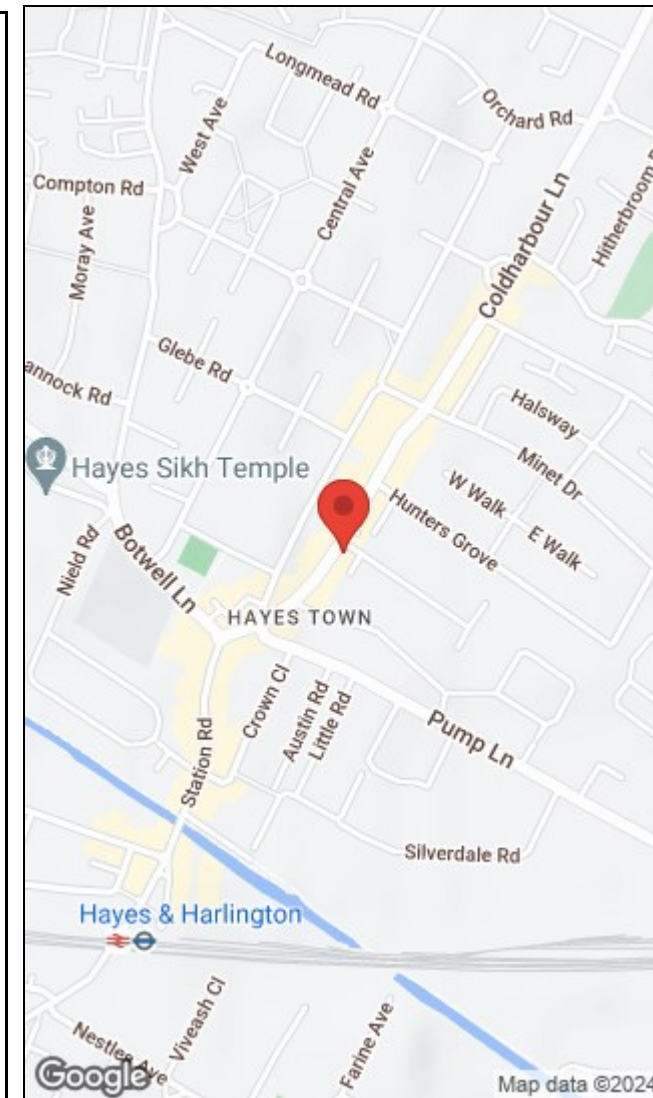 Longmead Rd
Orchard Rd
West Ave
Central Ave
Compton Rd
Moray Ave
Coldharbour Ln
Hitherbroom
Glebe Rd
annock Rd
Halsway
Minet Dr
Hayes Sikh Temple
W Walk
E Walk
Hunters Grove
Nield Rd
Botwell Ln
HAYES TOWN
Crown Cl
Austin Rd
Little Rd
Pump Ln
Station Rd
Silverdale Rd
Hayes & Harlington
Viveash Cl
Nestles Ave
Farine Ave
Google
Map data ©2024